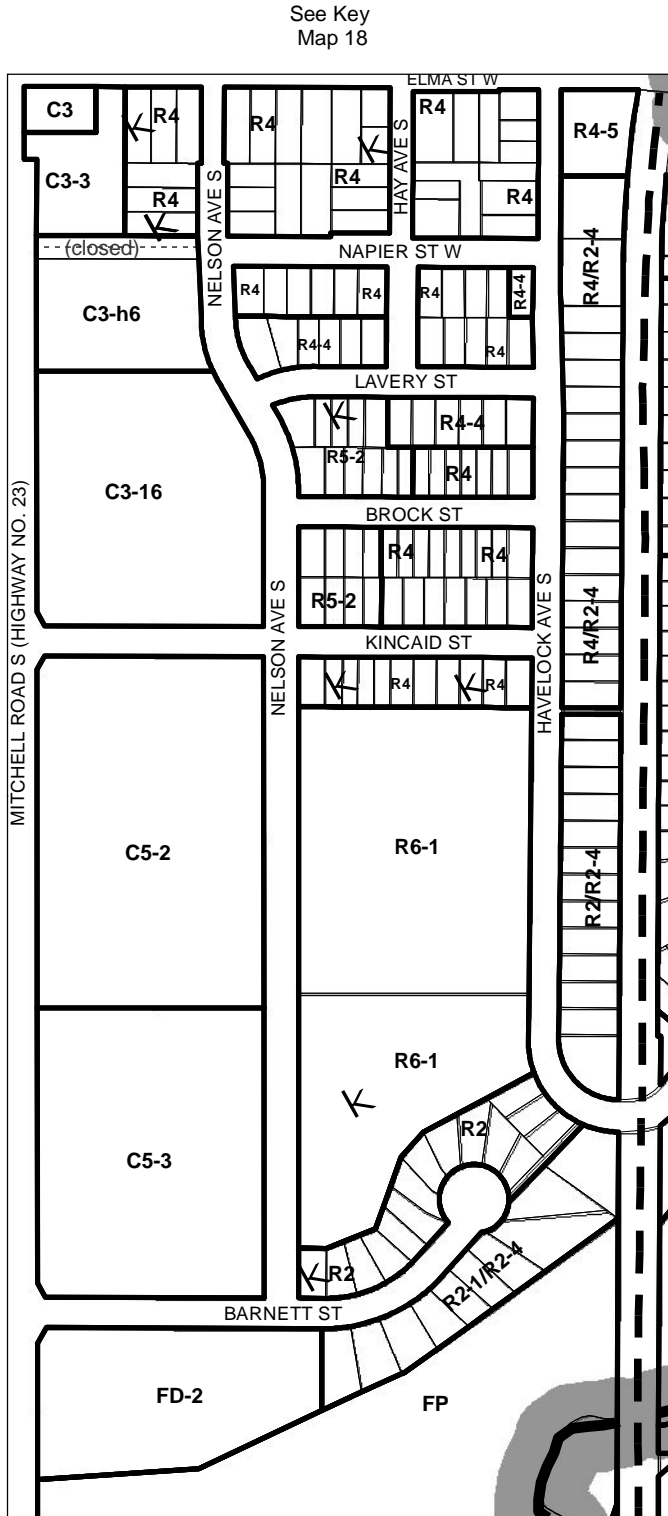 See Key
Map 18
ELMA ST W
C3
R4
R4
R4
R4-5
C3-3
HAY AVE S
R4
R4
R4
NELSON AVE S
R4/R2-4
(closed)
NAPIER ST W
R4
R4
R4
R4-4
C3-h6
R4-4
R4
LAVERY ST
R4-4
R5-2
R4
C3-16
MITCHELL ROAD S (HIGHWAY NO. 23)
BROCK ST
R4
R4
R5-2
R4/R2-4
HAVELOCK AVE S
NELSON AVE S
KINCAID ST
R4
R4
C5-2
R6-1
R2/R2-4
R6-1
R2
C5-3
R2
R2-1/R2-4
BARNETT ST
FD-2
FP